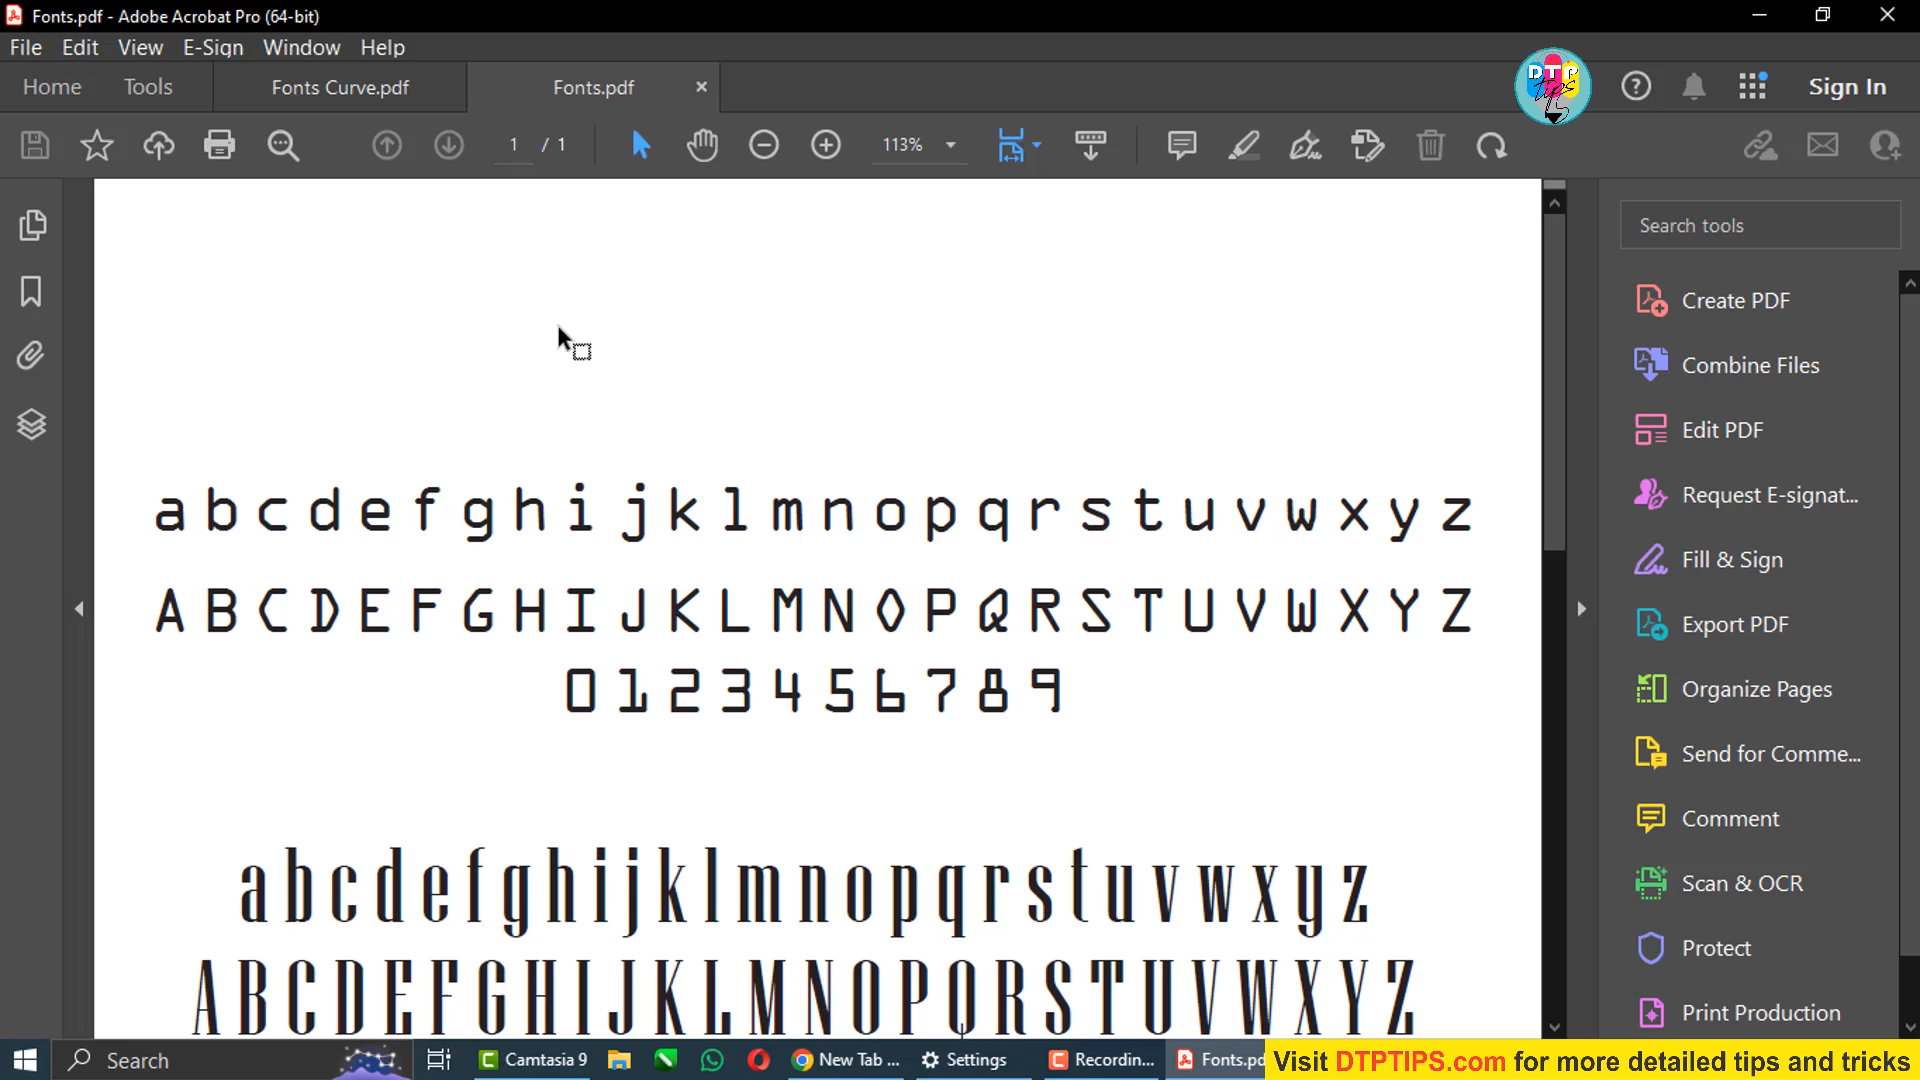 Fonts.pdf - Adobe Acrobat Pro (64-bit)
File Edit View E-Sign Window Help
Home Tools Fonts Curve.pdf Fonts.pdf × DTP tips Sign In
1 / 1 113%
Search tools
Create PDF
Combine Files
Edit PDF
a b c d e f g h i j k l m n o p q r s t u v w x y z
Request E-signat...
Fill & Sign
A B C D E F G H I J K L M N O P Q R S T U V W X Y Z
Export PDF
0 1 2 3 4 5 6 7 8 9
Organize Pages
Send for Comme...
Comment
a b c d e f g h i j k l m n o p q r s t u v w x y z
Scan & OCR
Protect
A B C D E F G H I J K L M N O P Q R S T U V W X Y Z
Print Production
Search Camtasia 9 New Tab ... Settings Recordin... Fonts.pd
Visit DTPTIPS.com for more detailed tips and tricks